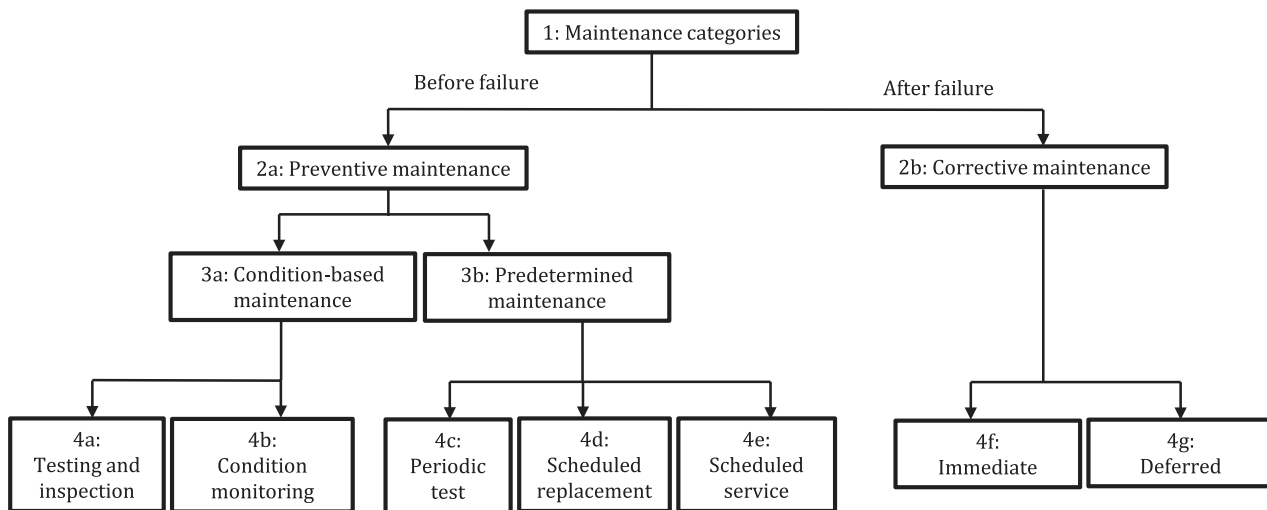 1: Maintenance categories
Before failure
After failure
2a: Preventive maintenance
2b: Corrective maintenance
3a: Condition-based
maintenance
3b: Predetermined
maintenance
4a:
Testing and
inspection
4b:
Condition
monitoring
4c:
Periodic
test
4d:
Scheduled
replacement
4e:
Scheduled
service
4f:
Immediate
4g:
Deferred